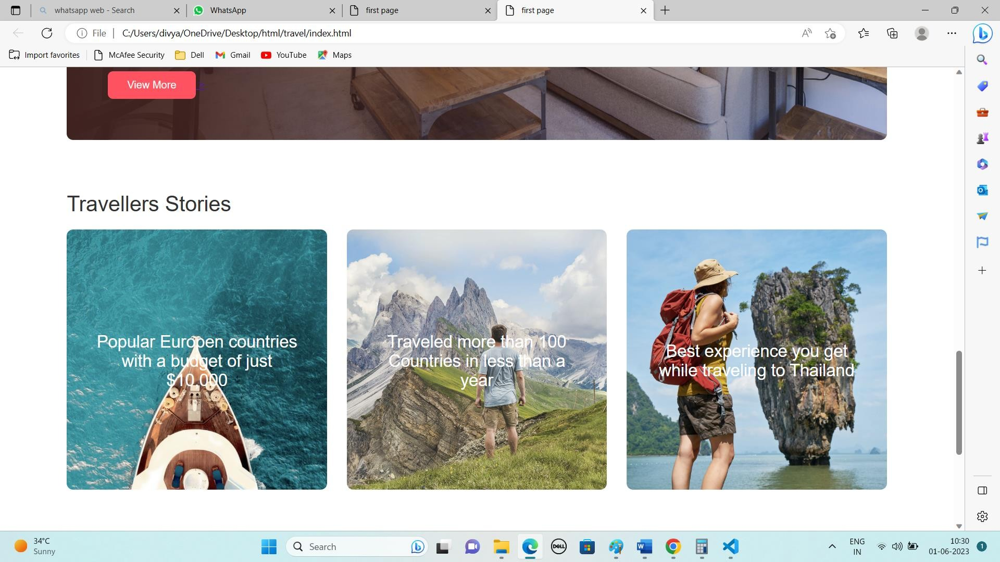 whatsapp web - Search
WhatsApp
first page
first page
File
C:/Users/divya/OneDrive/Desktop/html/travel/index.html
Import favorites
McAfee Security
Dell
Gmail
YouTube
Maps
View More
Travellers Stories
Popular Europen countries
with a budget of just
$10,000
Traveled more than 100
Countries in less than a
year
Best experience you get
while traveling to Thailand
34°C
Sunny
Search
DELL
ENG
IN
10:30
01-06-2023
1